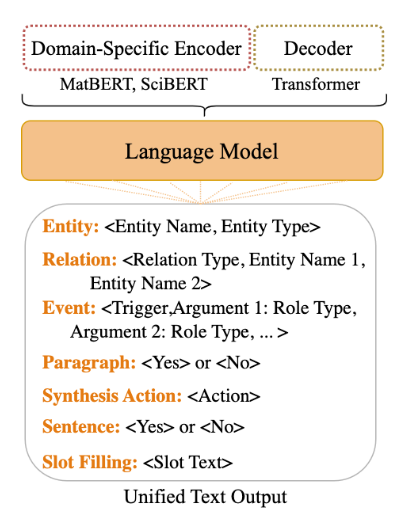 Domain-Specific Encoder Decoder
MatBERT, SciBERT Transformer
Language Model
Entity: <Entity Name, Entity Type>
Relation: <Relation Type, Entity Name 1,
Entity Name 2>
Event: <Trigger,Argument 1: Role Type,
Argument 2: Role Type, ... >
Paragraph: <Yes> or <No>
Synthesis Action: <Action>
Sentence: <Yes> or <No>
Slot Filling: <Slot Text>
Unified Text Output